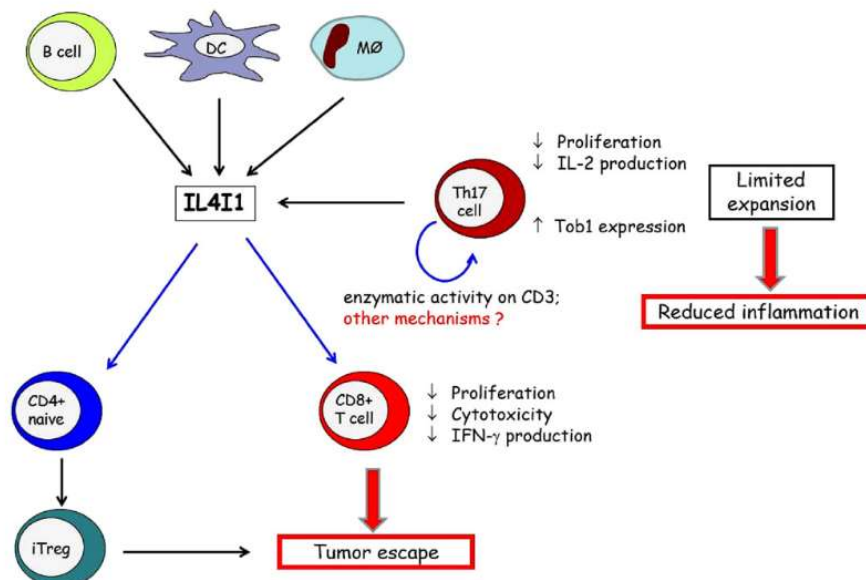 B cell
DC
MØ
↓ Proliferation
↓ IL-2 production
↑ Tob1 expression
Th17
cell
IL4I1
Limited
expansion
Reduced inflammation
enzymatic activity on CD3;
other mechanisms ?
CD4+
naive
CD8+
T cell
↓ Proliferation
↓ Cytotoxicity
↓ IFN-γ production
iTreg
Tumor escape